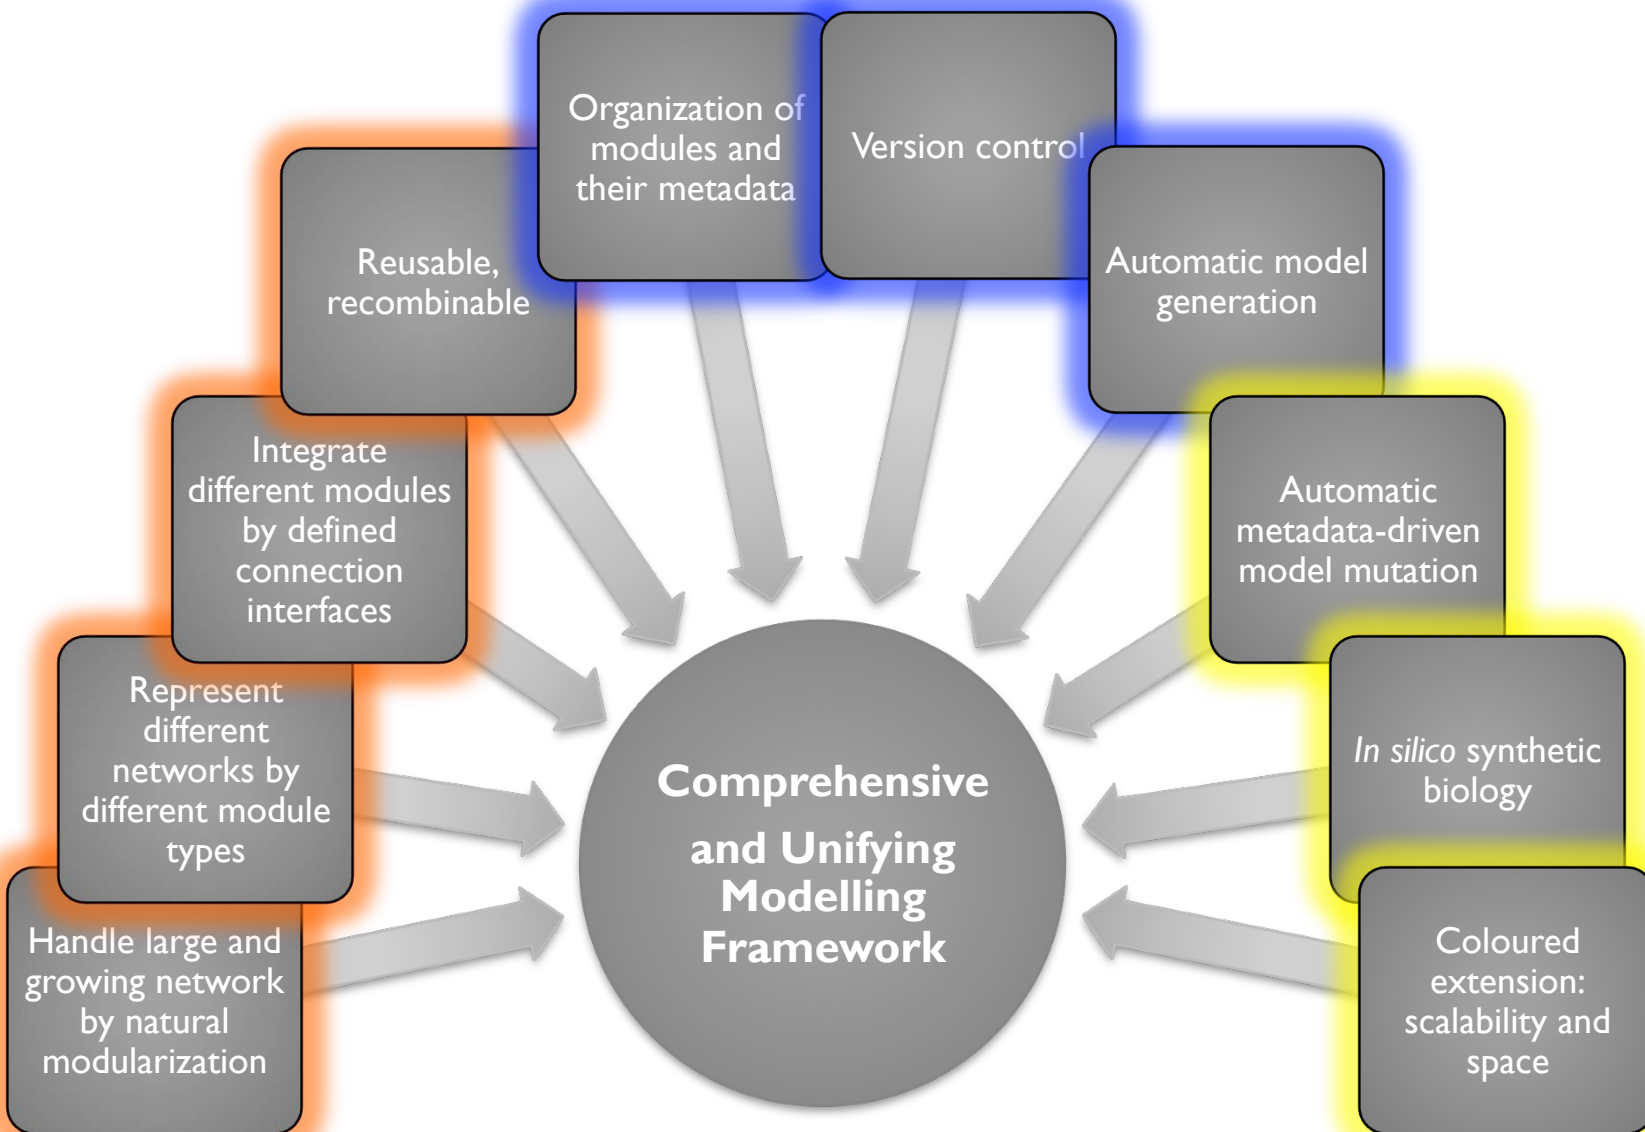 Organization of
modules and
their metadata
Version control
Reusable,
recombinable
Automatic model
generation
Integrate
different modules
by defined
connection
interfaces
Automatic
metadata-driven
model mutation
Represent
different
networks by
different module
types
In silico synthetic
biology
Handle large and
growing network
by natural
modularization
Coloured
extension:
scalability and
space
Comprehensive
and Unifying
Modelling
Framework